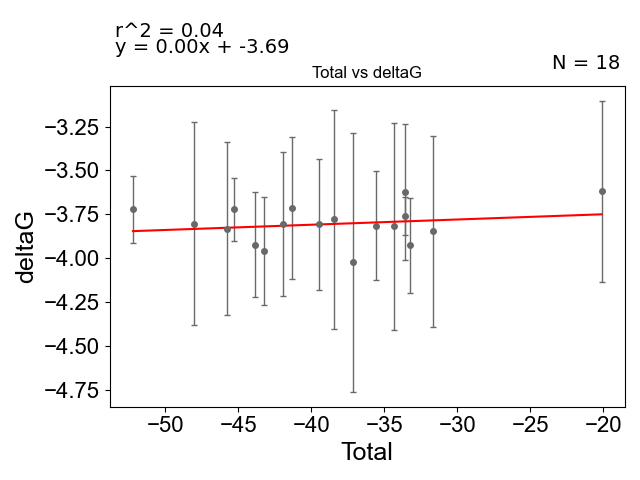 r^2 = 0.04
y = 0.00x + -3.69
N = 18
Total vs deltaG
deltaG
−3.25
−3.50
−3.75
−4.00
−4.25
−4.50
−4.75
−50
−45
−40
−35
−30
−25
−20
Total